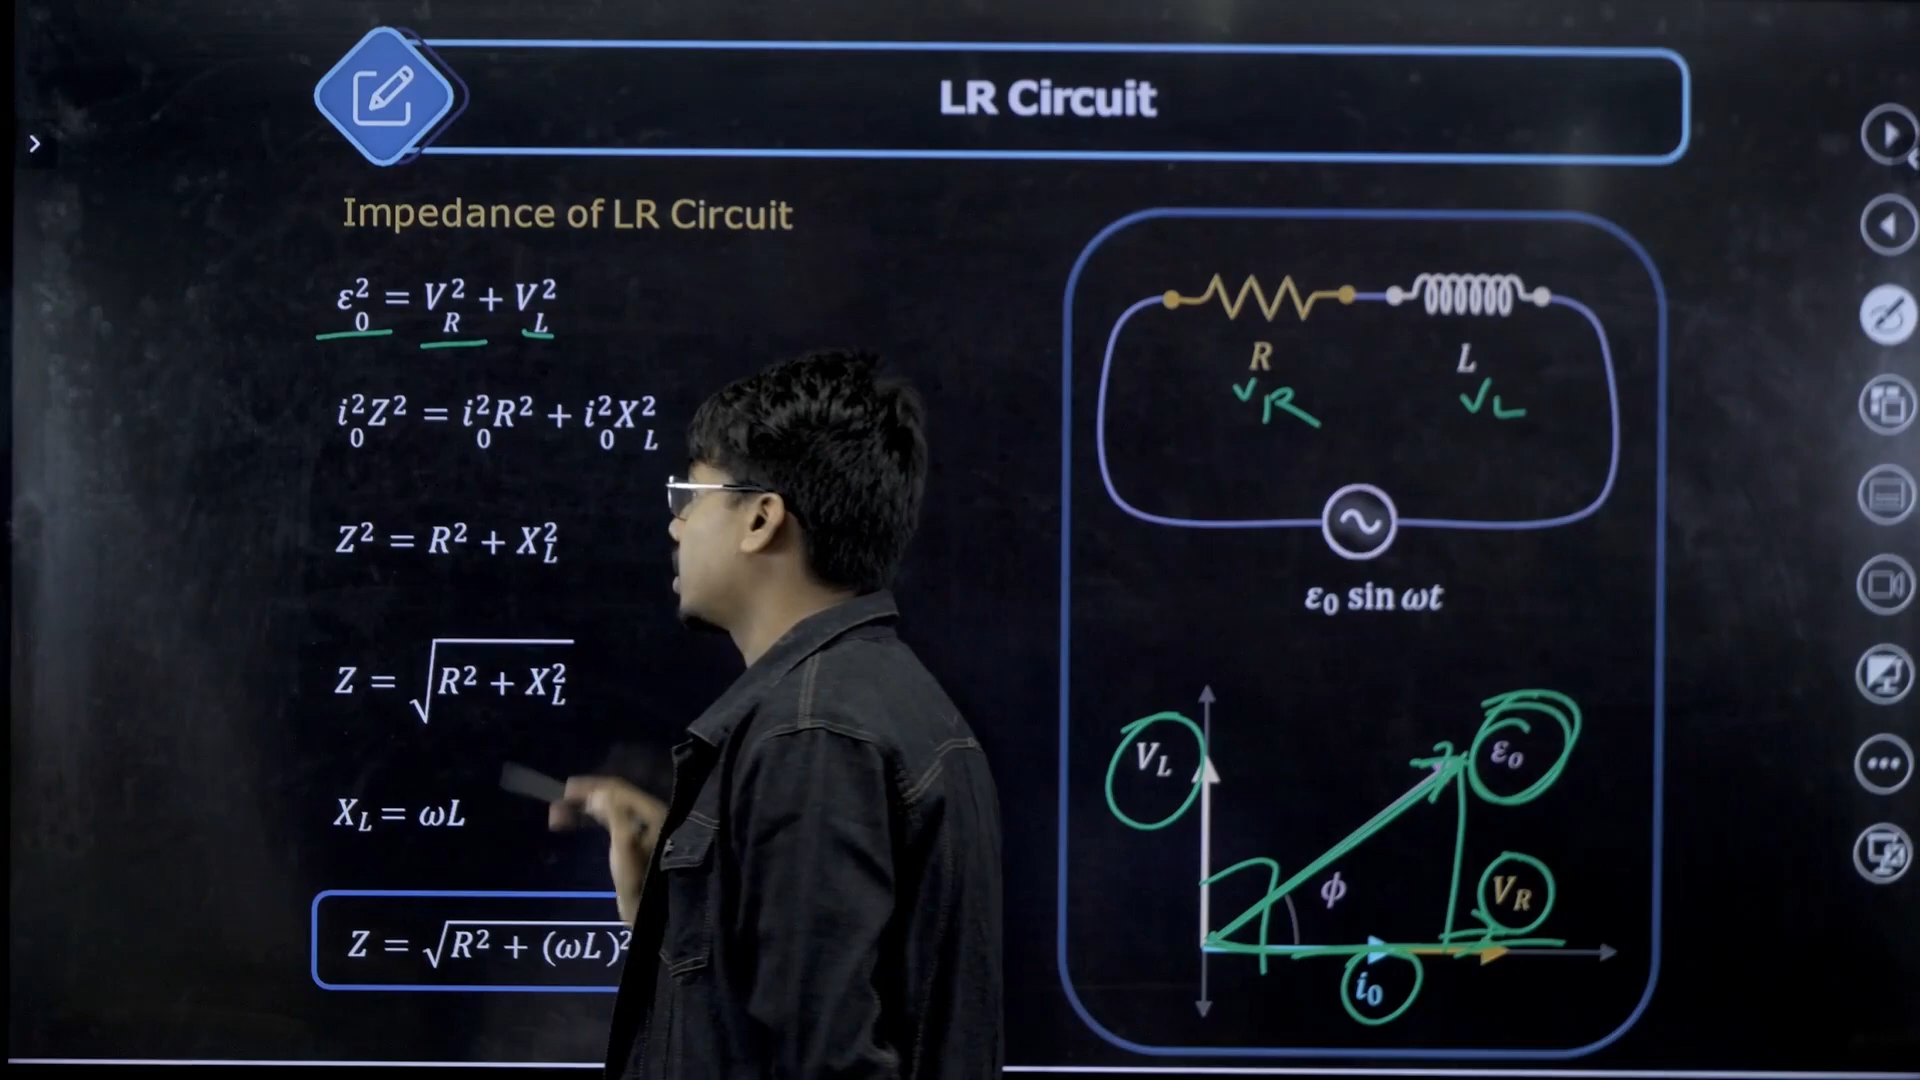 LR Circuit
Impedance of LR Circuit
ε₀² = V_R² + V_L²
i₀²Z² = i₀²R² + i₀²X_L²
Z² = R² + X_L²
Z = √(R² + X_L²)
X_L = ωL
Z = √(R² + (ωL)²
R
L
V_R
V_L
ε₀ sin ωt
V_L
ε₀
ϕ
V_R
i₀